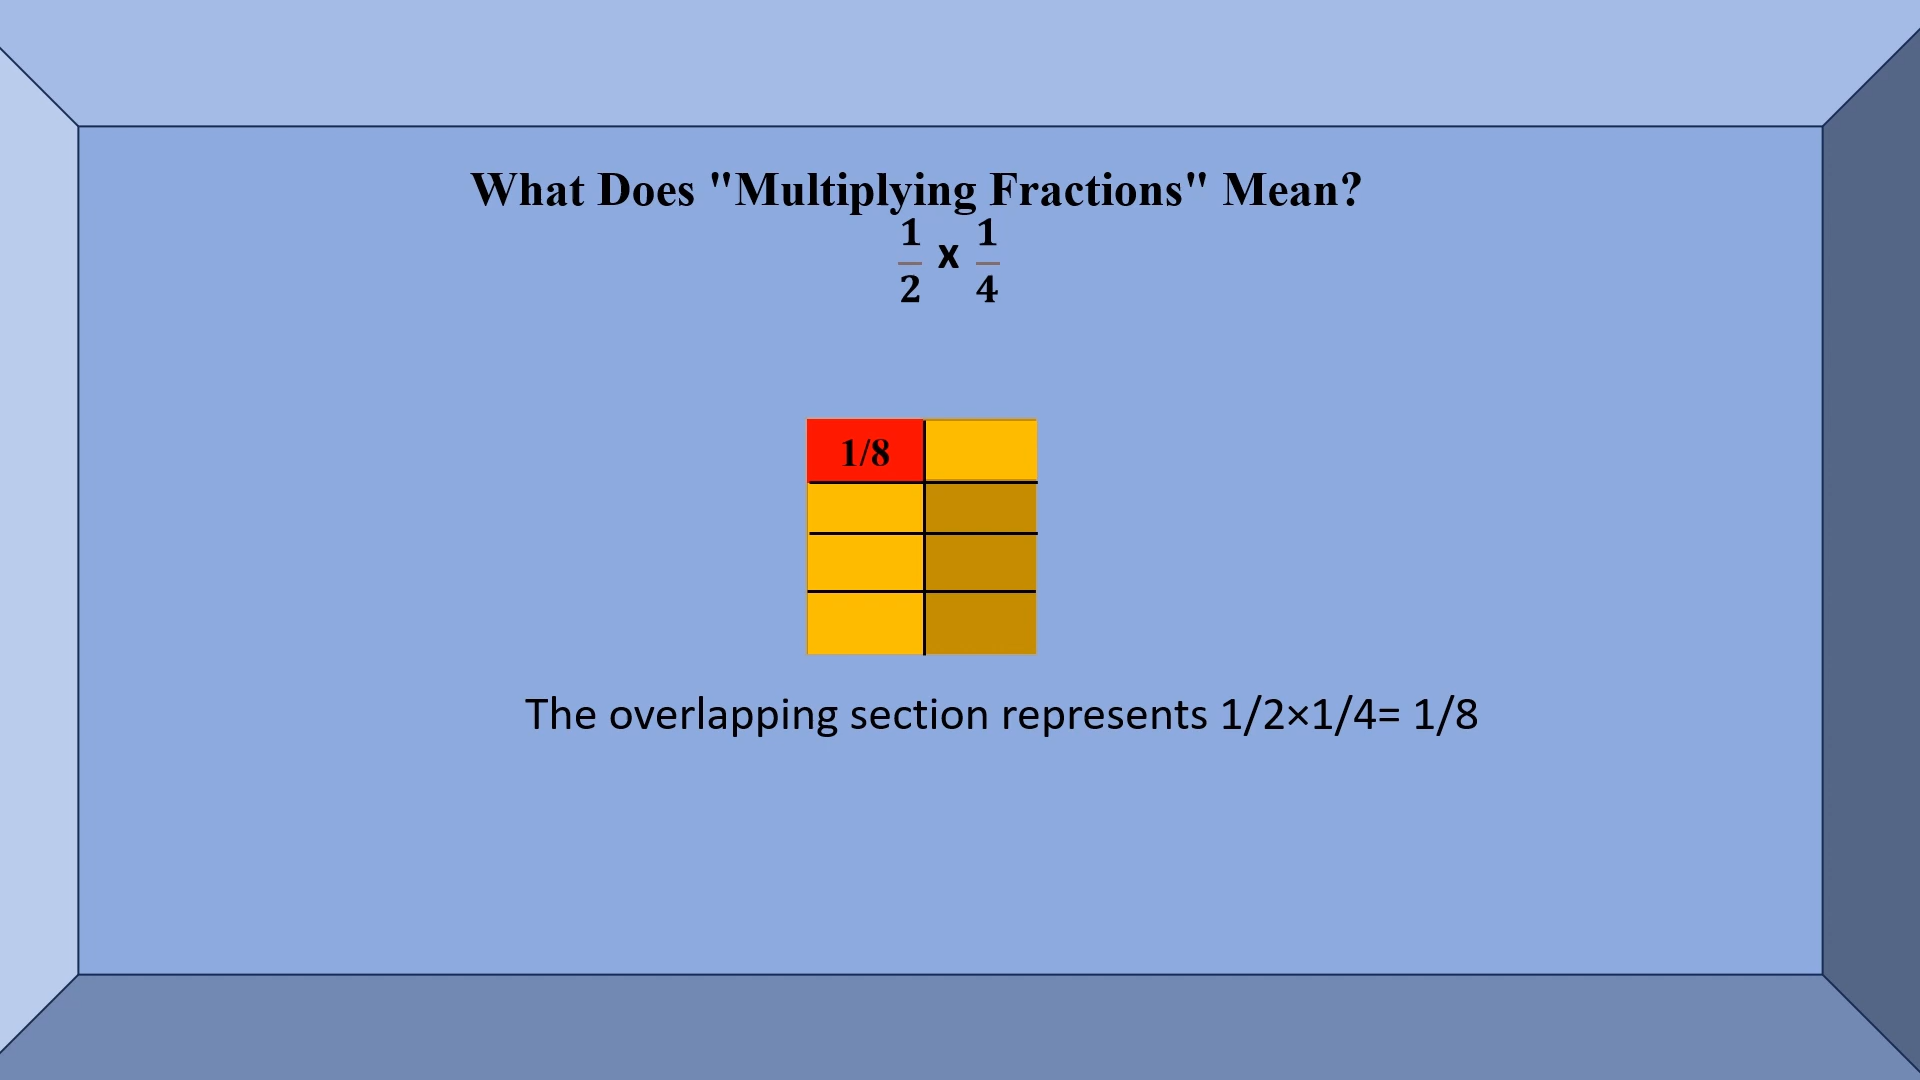 What Does "Multiplying Fractions" Mean?
1/2 x 1/4
1/8
The overlapping section represents 1/2×1/4= 1/8